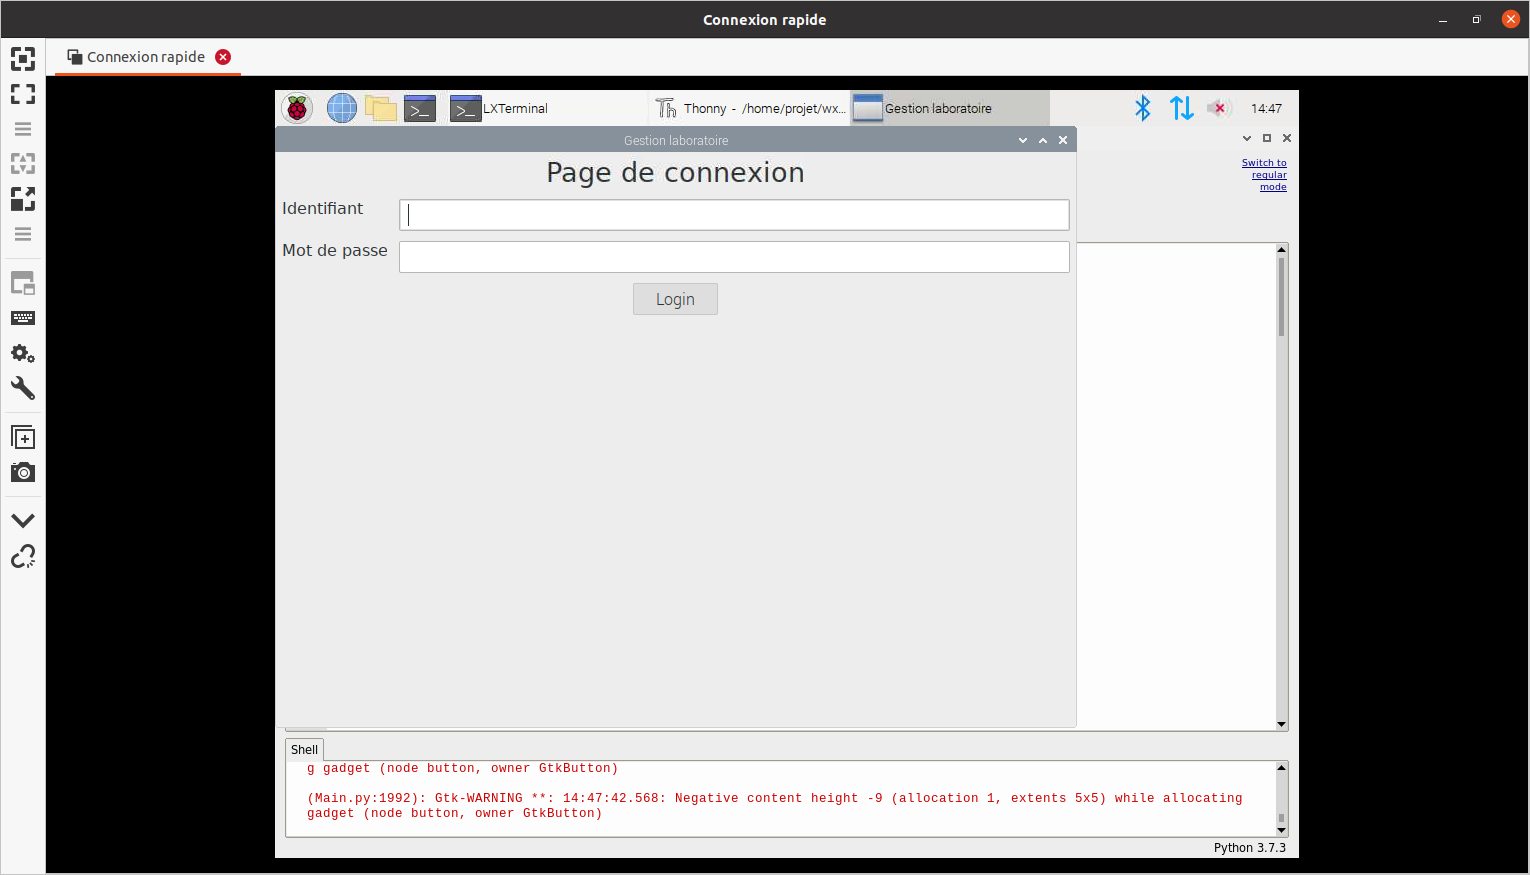 Connexion rapide
Connexion rapide
LXTerminal
Thonny - /home/projet/wx...
Gestion laboratoire
14:47
Gestion laboratoire
Switch to
regular
mode
Page de connexion
Identifiant
Mot de passe
Login
Shell
g gadget (node button, owner GtkButton)
(Main.py:1992): Gtk-WARNING **: 14:47:42.568: Negative content height -9 (allocation 1, extents 5x5) while allocating
gadget (node button, owner GtkButton)
Python 3.7.3